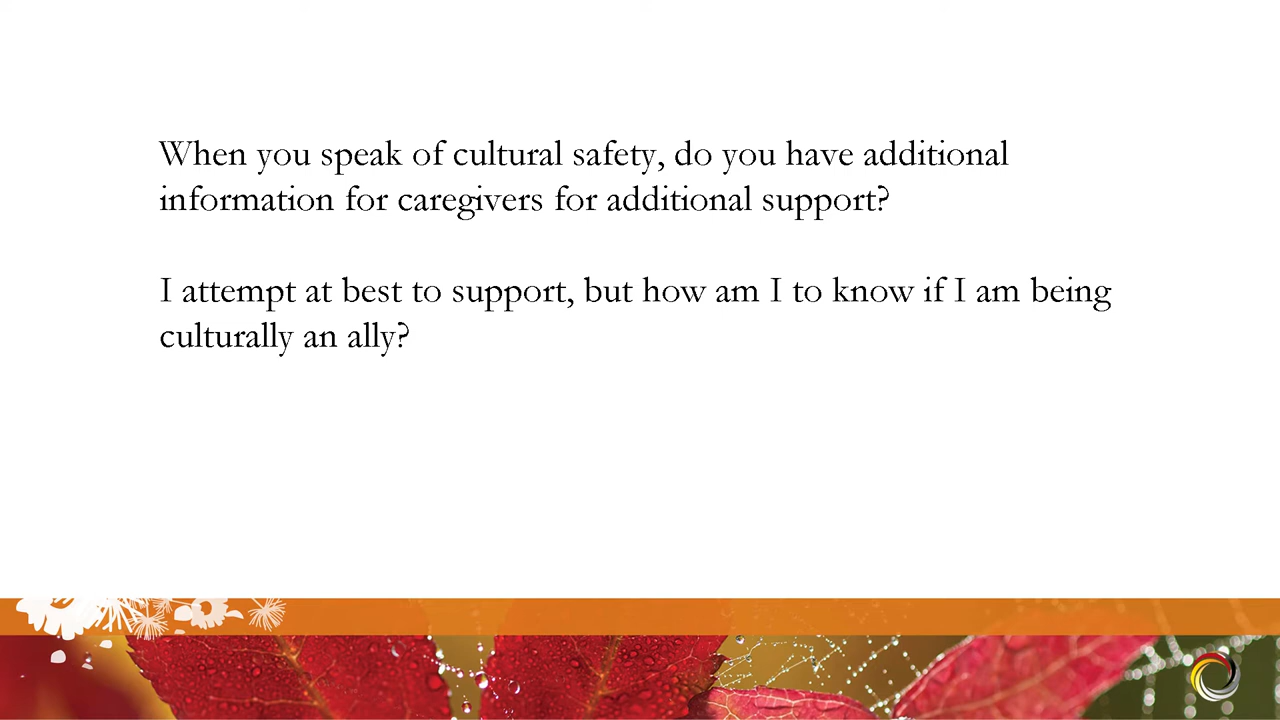 When you speak of cultural safety, do you have additional
information for caregivers for additional support?
I attempt at best to support, but how am I to know if I am being
culturally an ally?